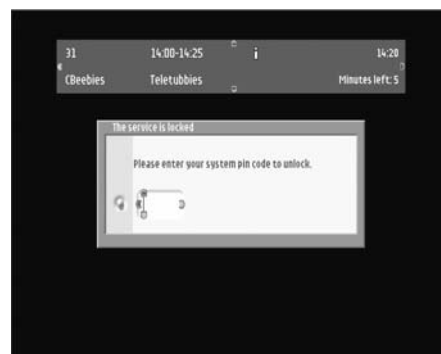 31 14:00-14:25 i 14:20
CBeebies Teletubbies Minutes left: 5
The service is locked
Please enter your system pin code to unlock.